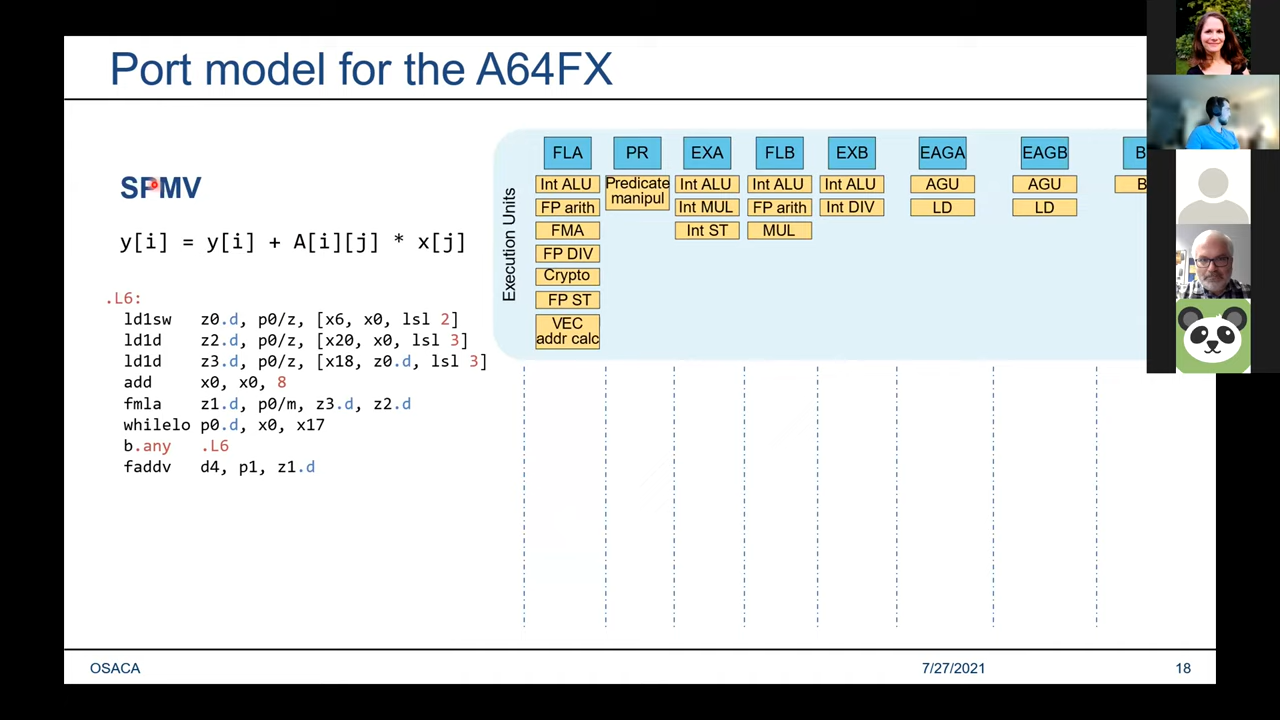 Port model for the A64FX
SPMV
y[i] = y[i] + A[i][j] * x[j]
.L6:
ld1sw z0.d, p0/z, [x6, x0, lsl 2]
ld1d z2.d, p0/z, [x20, x0, lsl 3]
ld1d z3.d, p0/z, [x18, z0.d, lsl 3]
add x0, x0, 8
fmla z1.d, p0/m, z3.d, z2.d
whilelo p0.d, x0, x17
b.any .L6
faddv d4, p1, z1.d
Execution Units
FLA
Int ALU
FP arith
FMA
FP DIV
Crypto
FP ST
VEC
addr calc
PR
Predicate
manipul
EXA
Int ALU
Int MUL
Int ST
FLB
Int ALU
FP arith
MUL
EXB
Int ALU
Int DIV
EAGA
AGU
LD
EAGB
AGU
LD
B
B
OSACA
7/27/2021
18